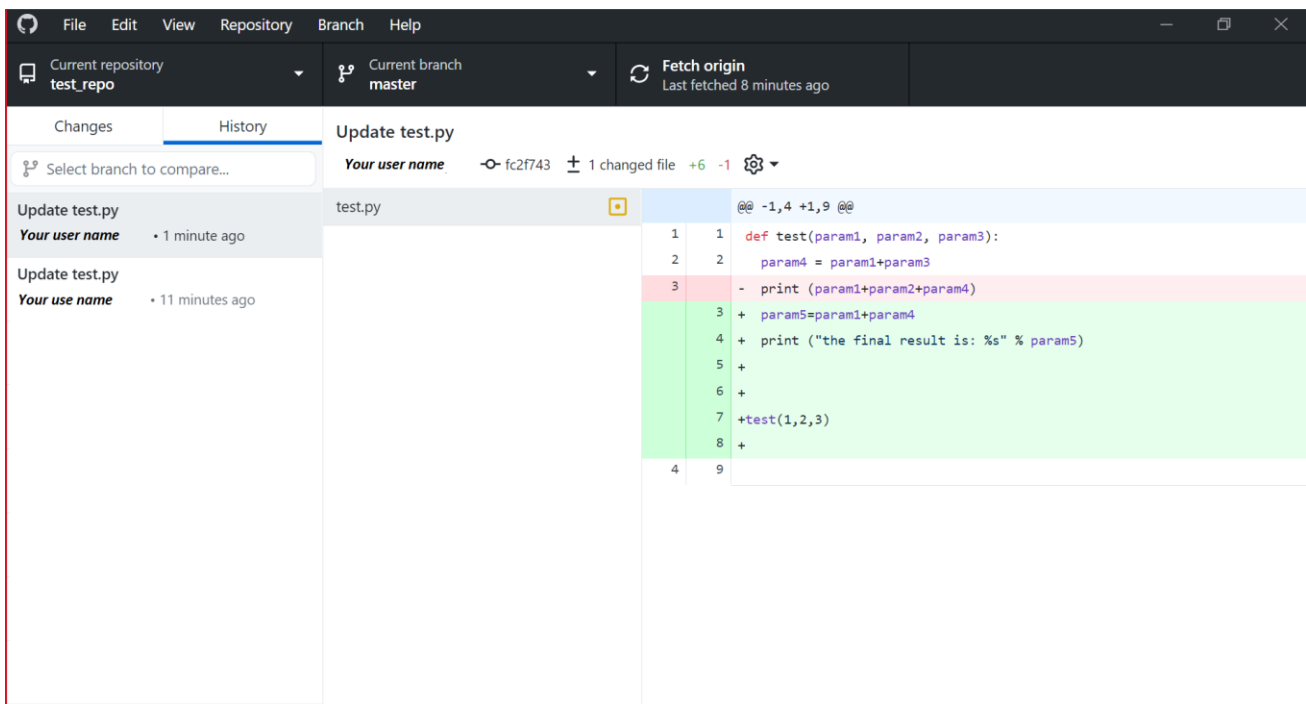 File Edit View Repository Branch Help
Current repository
test_repo
Current branch
master
Fetch origin
Last fetched 8 minutes ago
Changes History
Select branch to compare...
Update test.py
Your user name • 1 minute ago
Update test.py
Your use name • 11 minutes ago
Update test.py
Your user name fc2f743 1 changed file +6 -1
test.py
@@ -1,4 +1,9 @@
1 1 def test(param1, param2, param3):
2 2 param4 = param1+param3
3 - print (param1+param2+param4)
3 + param5=param1+param4
4 + print ("the final result is: %s" % param5)
5 +
6 +
7 +test(1,2,3)
8 +
4 9